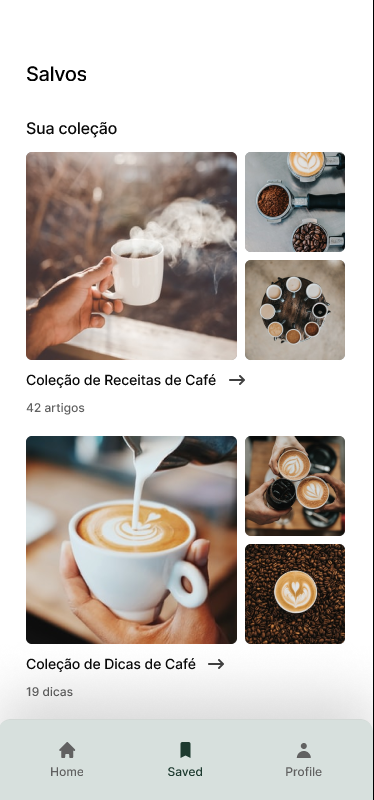 Salvos
Sua coleção
Coleção de Receitas de Café
42 artigos
Coleção de Dicas de Café
19 dicas
Home
Saved
Profile